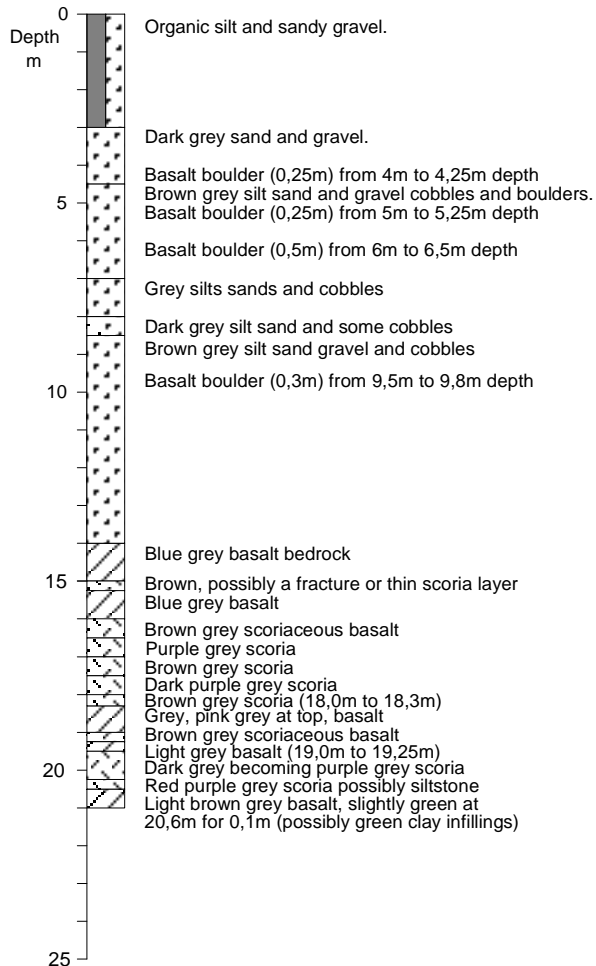 0
Depth
m
Organic silt and sandy gravel.
Dark grey sand and gravel.
Basalt boulder (0,25m) from 4m to 4,25m depth
Brown grey silt sand and gravel cobbles and boulders.
5
Basalt boulder (0,25m) from 5m to 5,25m depth
Basalt boulder (0,5m) from 6m to 6,5m depth
Grey silts sands and cobbles
Dark grey silt sand and some cobbles
Brown grey silt sand gravel and cobbles
10
Basalt boulder (0,3m) from 9,5m to 9,8m depth
Blue grey basalt bedrock
15
Brown, possibly a fracture or thin scoria layer
Blue grey basalt
Brown grey scoriaceous basalt
Purple grey scoria
Brown grey scoria
Dark purple grey scoria
Brown grey scoria (18,0m to 18,3m)
Grey, pink grey at top, basalt
Brown grey scoriaceous basalt
Light grey basalt (19,0m to 19,25m)
20
Dark grey becoming purple grey scoria
Red purple grey scoria possibly siltstone
Light brown grey basalt, slightly green at
20,6m for 0,1m (possibly green clay infillings)
25